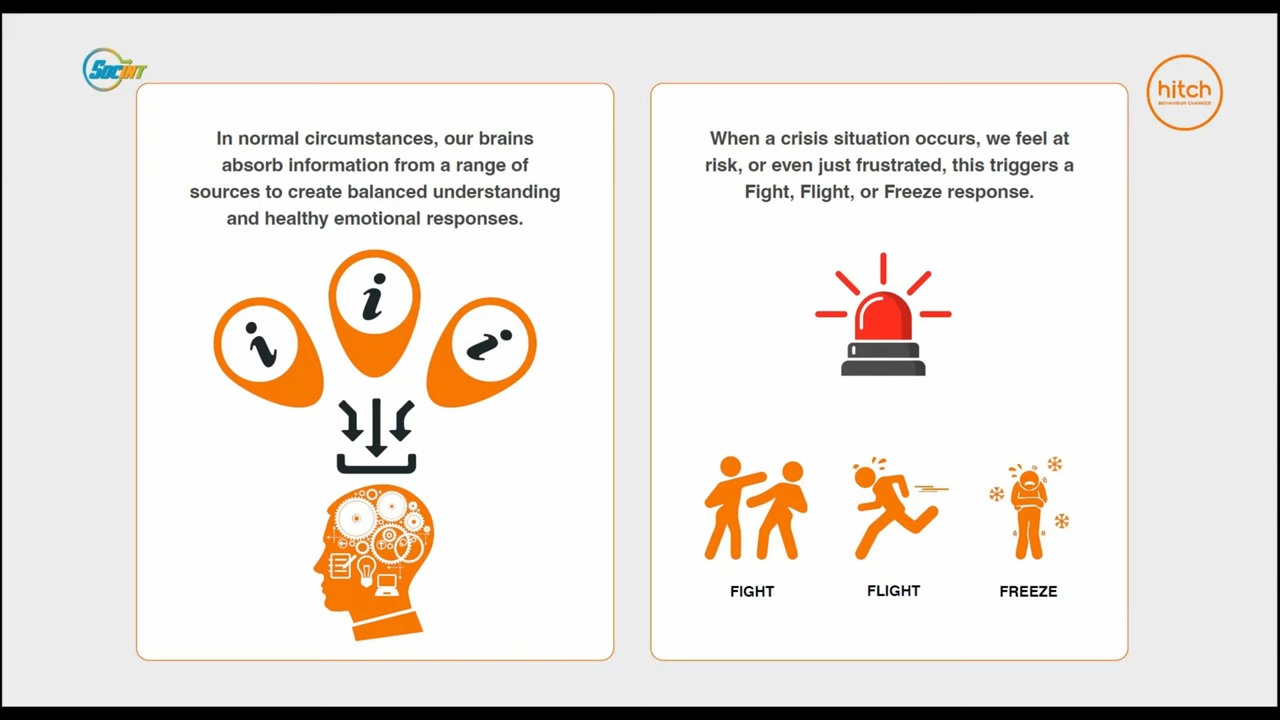 SocINT
hitch
BEHAVIOUR CHANGED
In normal circumstances, our brains
absorb information from a range of
sources to create balanced understanding
and healthy emotional responses.
i
i
i
When a crisis situation occurs, we feel at
risk, or even just frustrated, this triggers a
Fight, Flight, or Freeze response.
FIGHT
FLIGHT
FREEZE